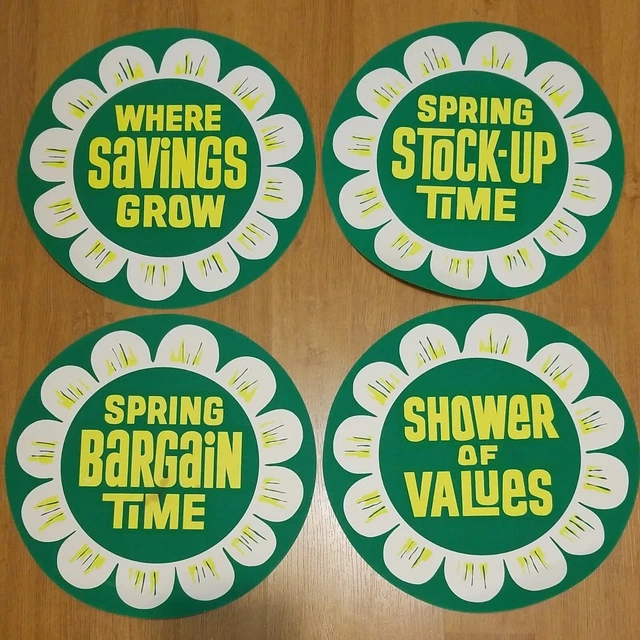 WHERE
SAViNGS
GROW
SPRING
STOCK-UP
TiME
SPRING
BARGAiN
TiME
SHOWeR
OF
VALUeS